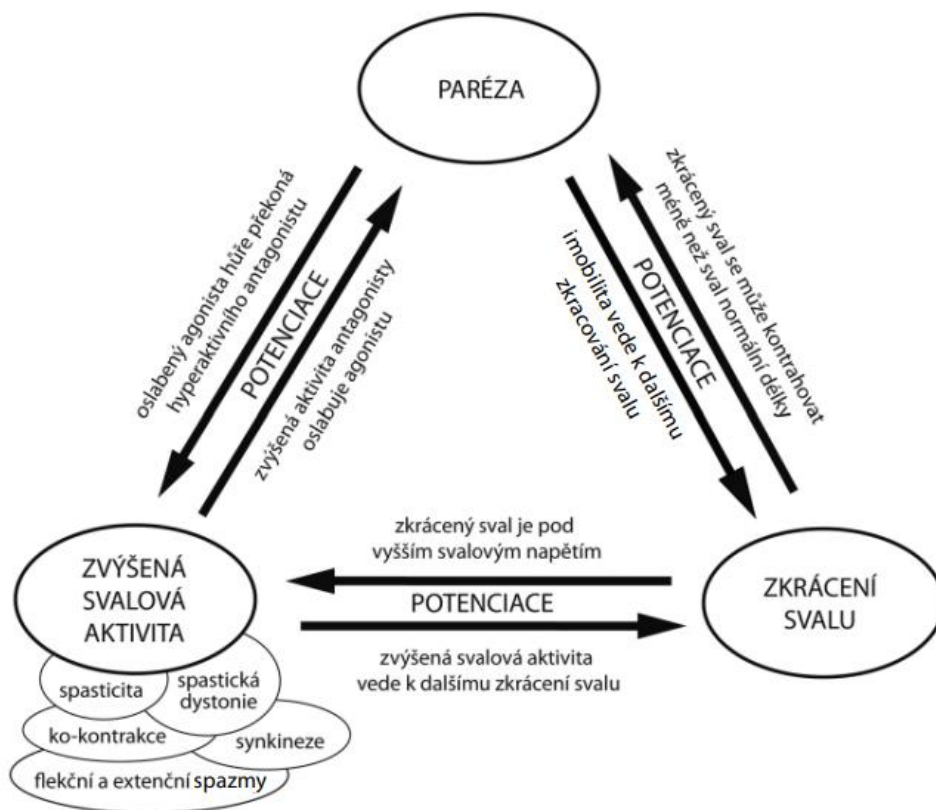 PARÉZA
oslabený agonista hůře překoná
hyperaktivního antagonistu
POTENCIACE
zvýšená aktivita antagonisty
oslabuje agonistu
zkrácený sval se může kontrahovat
méně než sval normální délky
POTENCIACE
imobilita vede k dalšímu
zkracování svalu
zkrácený sval je pod
vyšším svalovým napětím
POTENCIACE
zvýšená svalová aktivita
vede k dalšímu zkrácení svalu
ZVÝŠENÁ
SVALOVÁ
AKTIVITA
ZKRÁCENÍ
SVALU
spasticita
spastická
dystonie
ko-kontrakce
synkineze
flekční a extenční spazmy